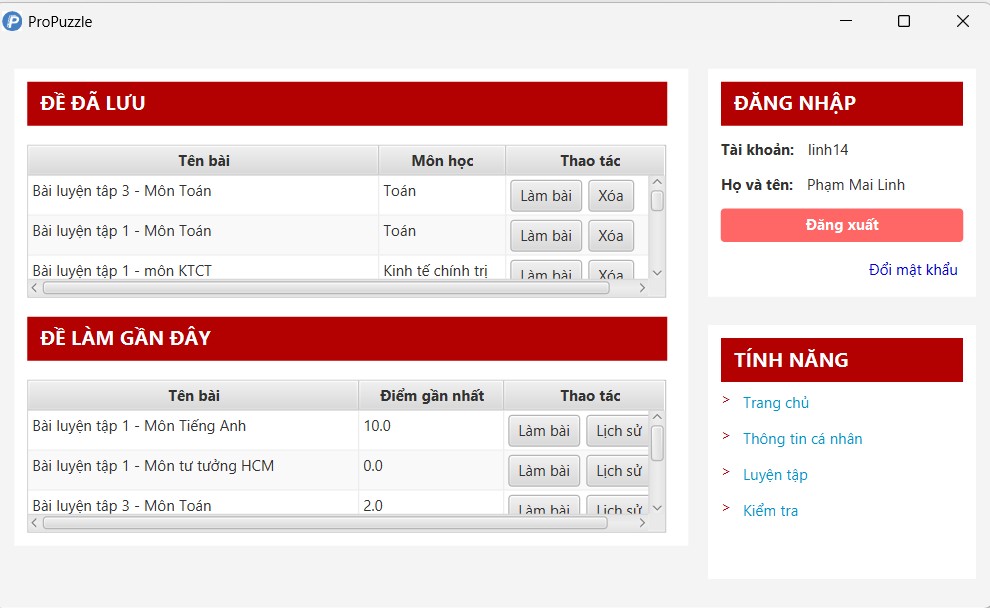 ProPuzzle
ĐỀ ĐÃ LƯU
Tên bài Môn học Thao tác
Bài luyện tâp 3 - Môn Toán Toán Làm bài Xóa
Bài luyện tâp 1 - Môn Toán Toán Làm bài Xóa
Bài luyện tâp 1 - môn KTCT Kinh tế chính trị Làm bài Xóa
ĐỀ LÀM GẦN ĐÂY
Tên bài Điểm gần nhất Thao tác
Bài luyện tâp 1 - Môn Tiếng Anh 10.0 Làm bài Lịch sử
Bài luyện tâp 1 - Môn tư tưởng HCM 0.0 Làm bài Lịch sử
Bài luyện tâp 3 - Môn Toán 2.0 Làm bài Lịch sử
ĐĂNG NHẬP
Tài khoản: linh14
Họ và tên: Phạm Mai Linh
Đăng xuất
Đổi mật khẩu
TÍNH NĂNG
> Trang chủ
> Thông tin cá nhân
> Luyện tập
> Kiểm tra